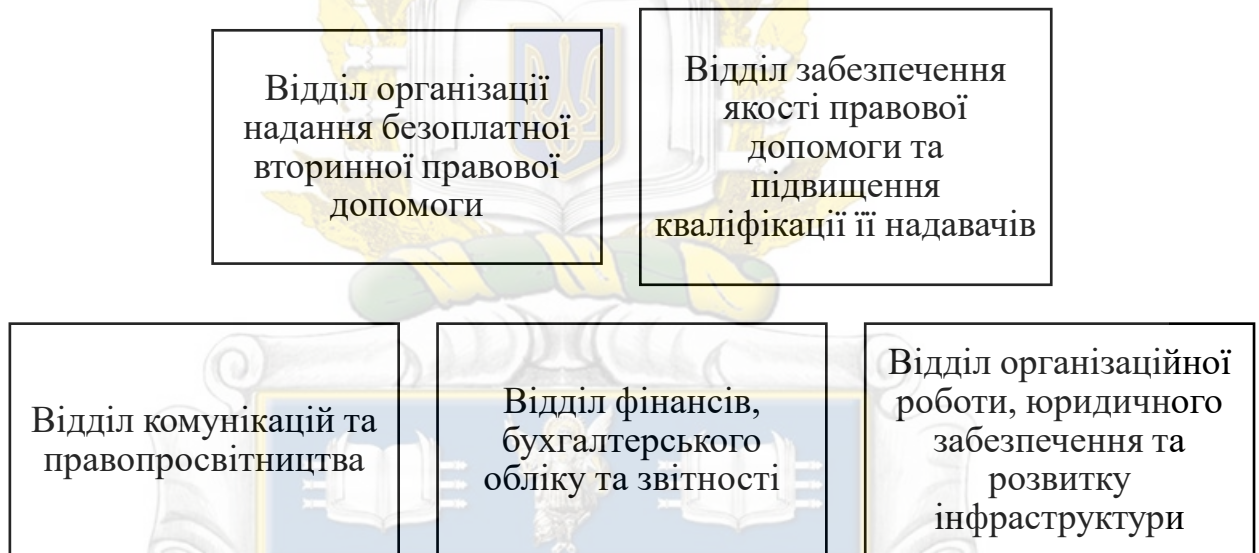 Відділ організації
надання безоплатної
вторинної правової
допомоги
Відділ забезпечення
якості правової
допомоги та
підвищення
кваліфікації її надавачів
Відділ комунікацій та
правопросвітництва
Відділ фінансів,
бухгалтерського
обліку та звітності
Відділ організаційної
роботи, юридичного
забезпечення та
розвитку
інфраструктури